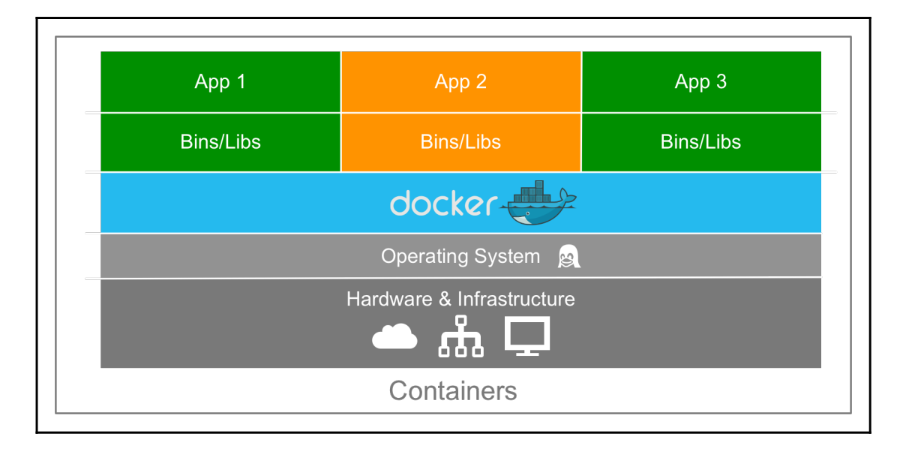 App 1 App 2 App 3
Bins/Libs Bins/Libs Bins/Libs
docker
Operating System
Hardware & Infrastructure
Containers